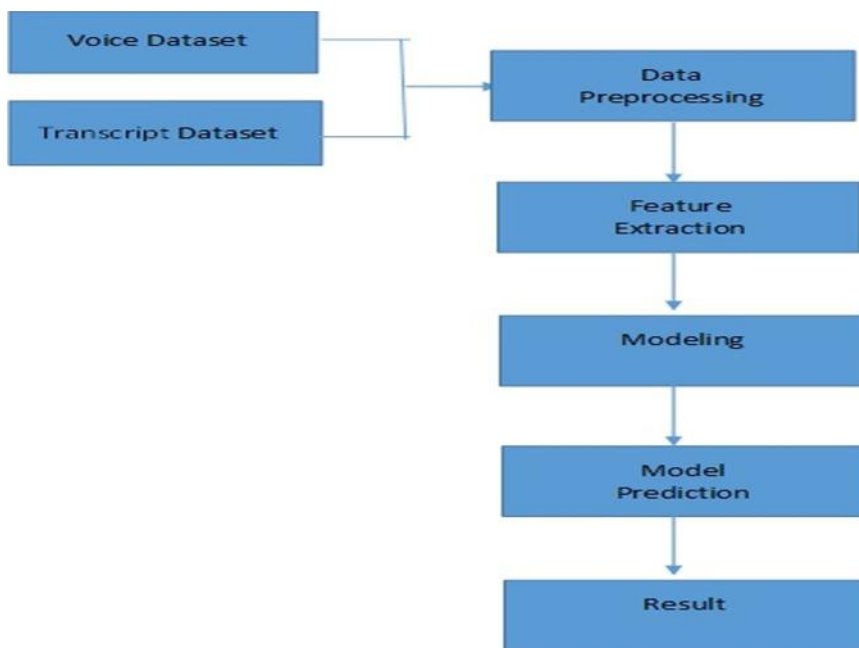 Voice Dataset
Transcript Dataset
Data
Preprocessing
Feature
Extraction
Modeling
Model
Prediction
Result